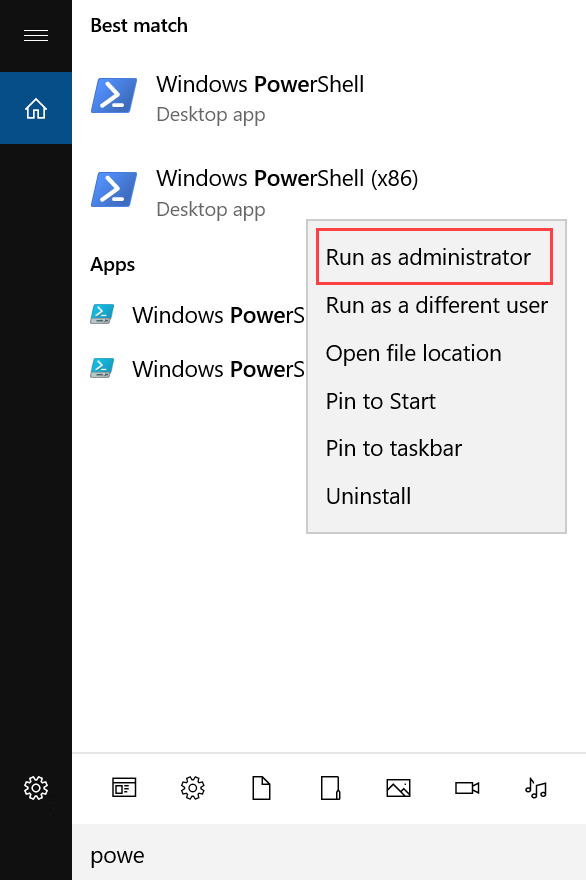 Best match
Windows PowerShell
Desktop app
Windows PowerShell (x86)
Desktop app
Apps
Windows PowerS
Windows PowerS
Run as administrator
Run as a different user
Open file location
Pin to Start
Pin to taskbar
Uninstall
powe